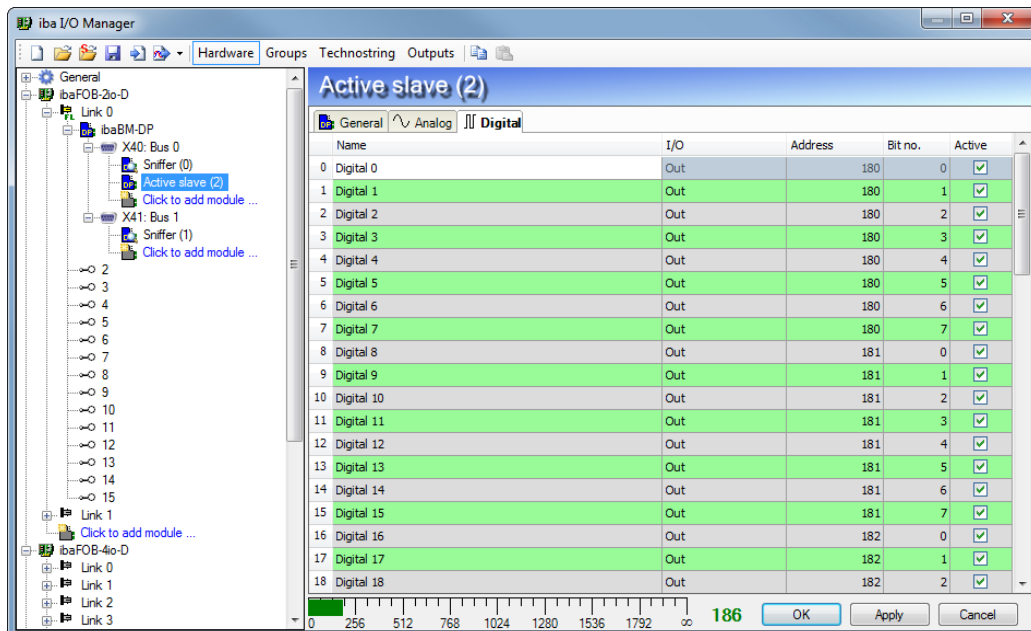 iba I/O Manager
Hardware Groups Technostring Outputs
General
ibaFOB-2io-D
Link 0
ibaBM-DP
X40: Bus 0
Sniffer (0)
Active slave (2)
Click to add module ...
X41: Bus 1
Sniffer (1)
Click to add module ...
2
3
4
5
6
7
8
9
10
11
12
13
14
15
Link 1
Click to add module ...
ibaFOB-4io-D
Link 0
Link 1
Link 2
Link 3
Active slave (2)
General Analog Digital
Name I/O Address Bit no. Active
0 Digital 0 Out 180 0
1 Digital 1 Out 180 1
2 Digital 2 Out 180 2
3 Digital 3 Out 180 3
4 Digital 4 Out 180 4
5 Digital 5 Out 180 5
6 Digital 6 Out 180 6
7 Digital 7 Out 180 7
8 Digital 8 Out 181 0
9 Digital 9 Out 181 1
10 Digital 10 Out 181 2
11 Digital 11 Out 181 3
12 Digital 12 Out 181 4
13 Digital 13 Out 181 5
14 Digital 14 Out 181 6
15 Digital 15 Out 181 7
16 Digital 16 Out 182 0
17 Digital 17 Out 182 1
18 Digital 18 Out 182 2
0 256 512 768 1024 1280 1536 1792 ∞ 186 OK Apply Cancel